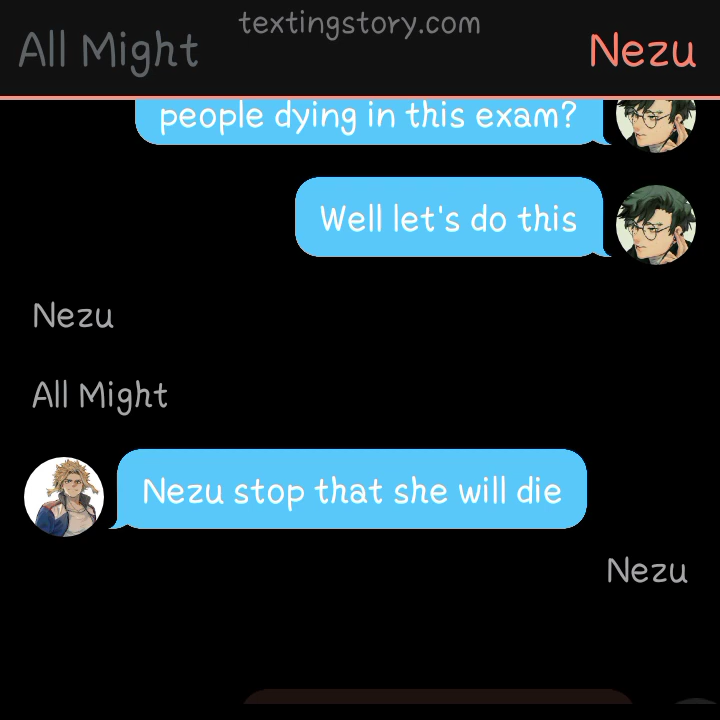 textingstory.com
All Might
Nezu
people dying in this exam?
Well let's do this
Nezu
All Might
Nezu stop that she will die
Nezu